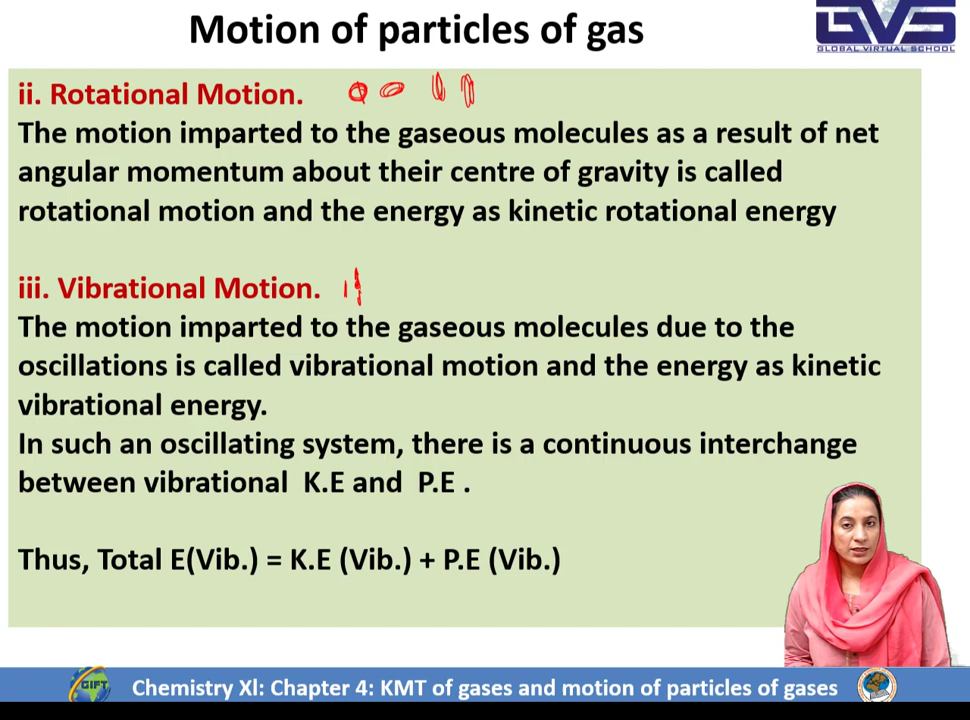 Motion of particles of gas
GVS
GLOBAL VIRTUAL SCHOOL
ii. Rotational Motion.
The motion imparted to the gaseous molecules as a result of net
angular momentum about their centre of gravity is called
rotational motion and the energy as kinetic rotational energy
iii. Vibrational Motion.
The motion imparted to the gaseous molecules due to the
oscillations is called vibrational motion and the energy as kinetic
vibrational energy.
In such an oscillating system, there is a continuous interchange
between vibrational K.E and P.E .
Thus, Total E(Vib.) = K.E (Vib.) + P.E (Vib.)
GIFT
Chemistry Xl: Chapter 4: KMT of gases and motion of particles of gases